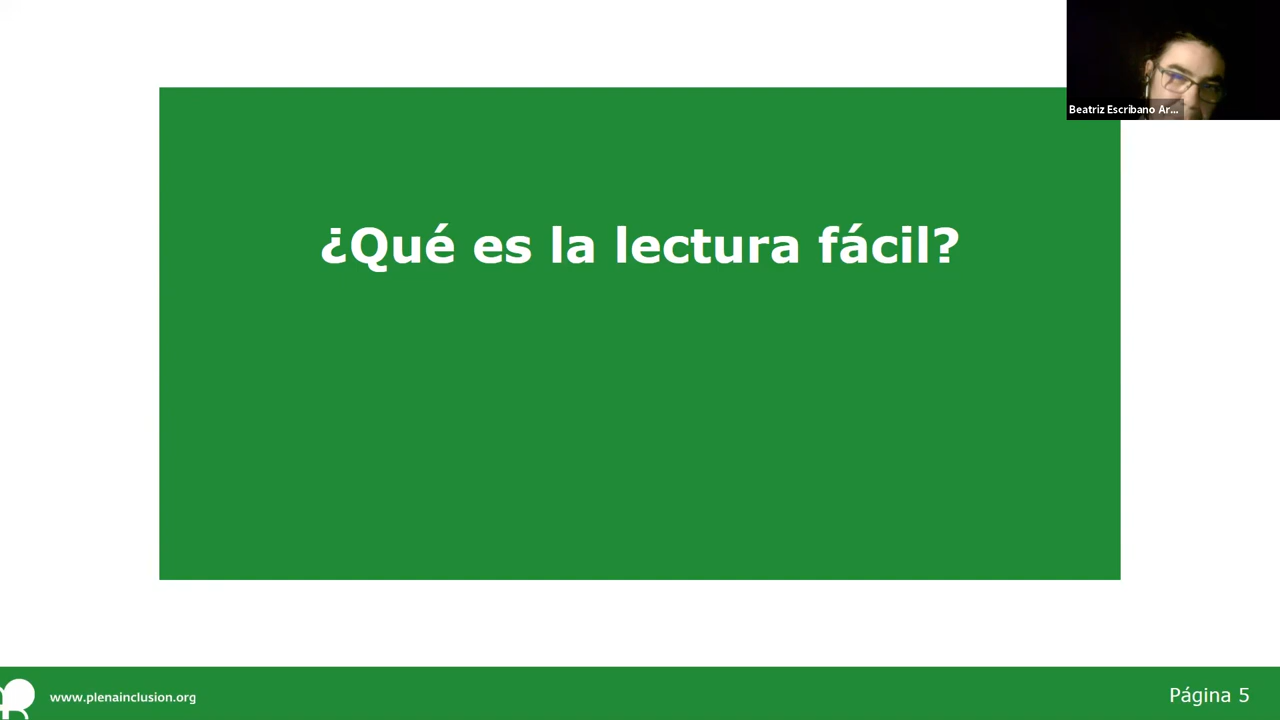 Beatriz Escribano Ar...
¿Qué es la lectura fácil?
www.plenainclusion.org
Página 5